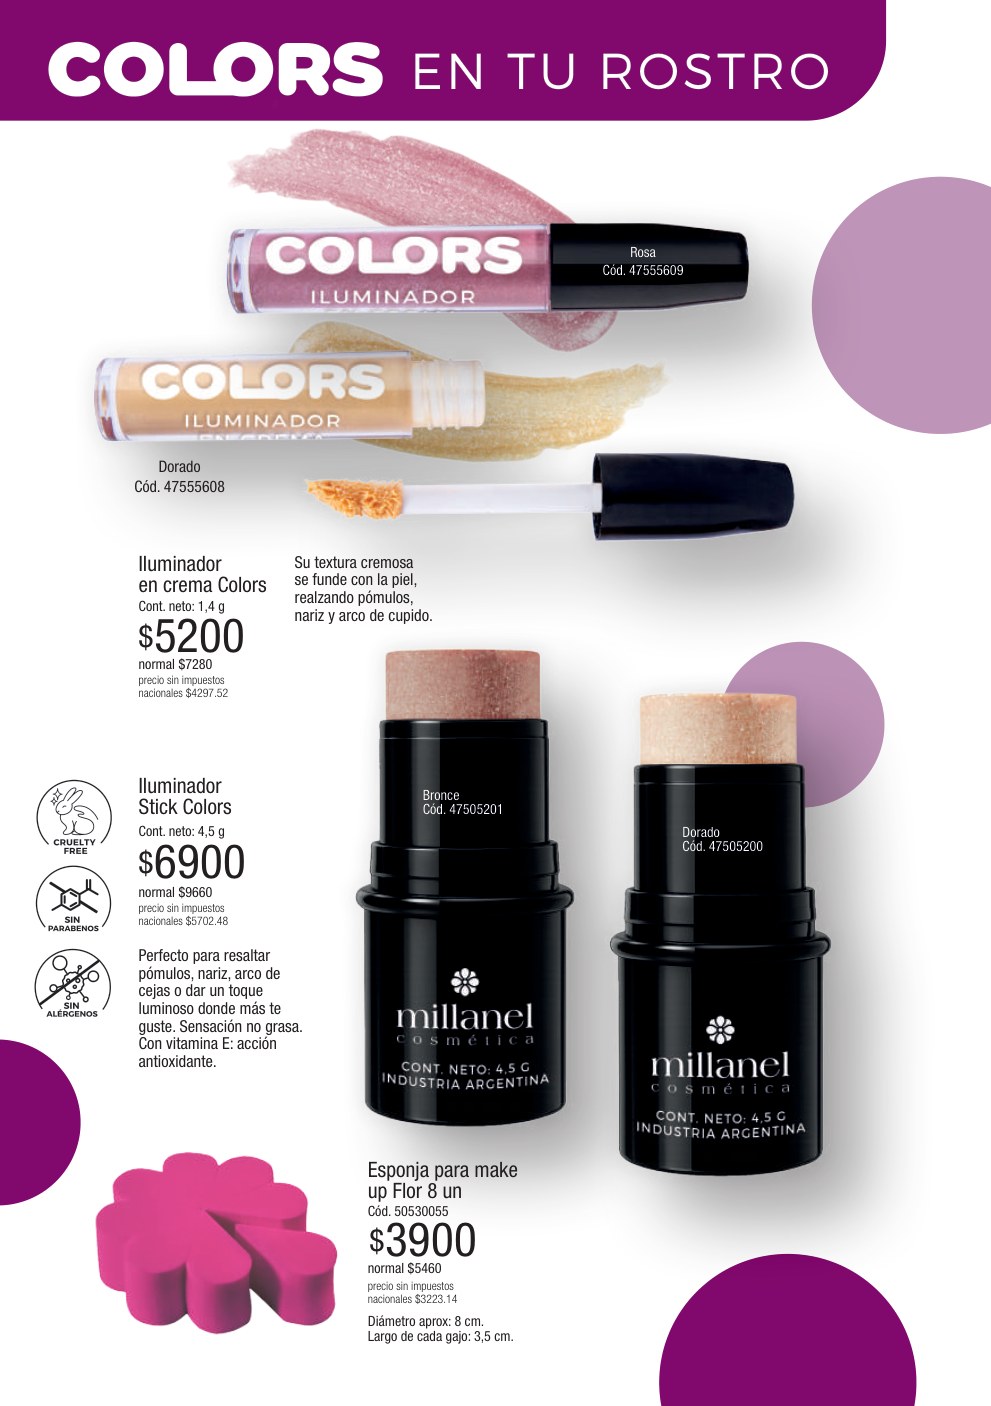 COLORS EN TU ROSTRO
COLORS
ILUMINADOR
Rosa
Cód. 47555609
COLORS
ILUMINADOR
EN CREMA
Dorado
Cód. 47555608
Iluminador
en crema Colors
Cont. neto: 1,4 g
$5200
normal $7280
precio sin impuestos
nacionales $4297.52
Su textura cremosa
se funde con la piel,
realzando pómulos,
nariz y arco de cupido.
Bronce
Cód. 47505201
Dorado
Cód. 47505200
Iluminador
Stick Colors
Cont. neto: 4,5 g
$6900
normal $9660
precio sin impuestos
nacionales $5702.48
Perfecto para resaltar
pómulos, nariz, arco de
cejas o dar un toque
luminoso donde más te
guste. Sensación no grasa.
Con vitamina E: acción
antioxidante.
CRUELTY
FREE
SIN
PARABENOS
SIN
ALÉRGENOS
millanel
cosmética
CONT. NETO: 4,5 G
INDUSTRIA ARGENTINA
millanel
cosmética
CONT. NETO: 4,5 G
INDUSTRIA ARGENTINA
Esponja para make
up Flor 8 un
Cód. 50530055
$3900
normal $5460
precio sin impuestos
nacionales $3223.14
Diámetro aprox: 8 cm.
Largo de cada gajo: 3,5 cm.